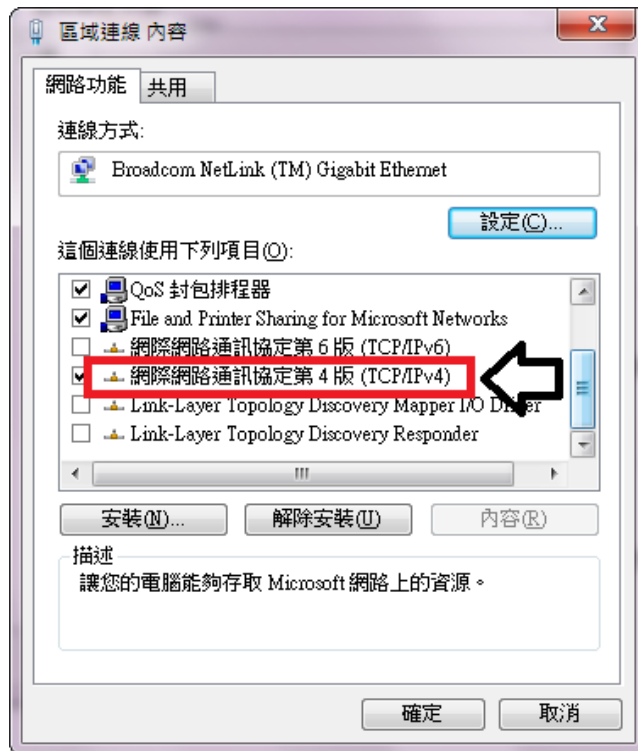 區域連線 內容
網路功能
共用
連線方式:
Broadcom NetLink (TM) Gigabit Ethernet
設定(C)...
這個連線使用下列項目(O):
QoS 封包排程器
File and Printer Sharing for Microsoft Networks
網際網路通訊協定第 6 版 (TCP/IPv6)
網際網路通訊協定第 4 版 (TCP/IPv4)
Link-Layer Topology Discovery Mapper I/O Driver
Link-Layer Topology Discovery Responder
安裝(N)...
解除安裝(U)
內容(R)
描述
讓您的電腦能夠存取 Microsoft 網路上的資源。
確定
取消